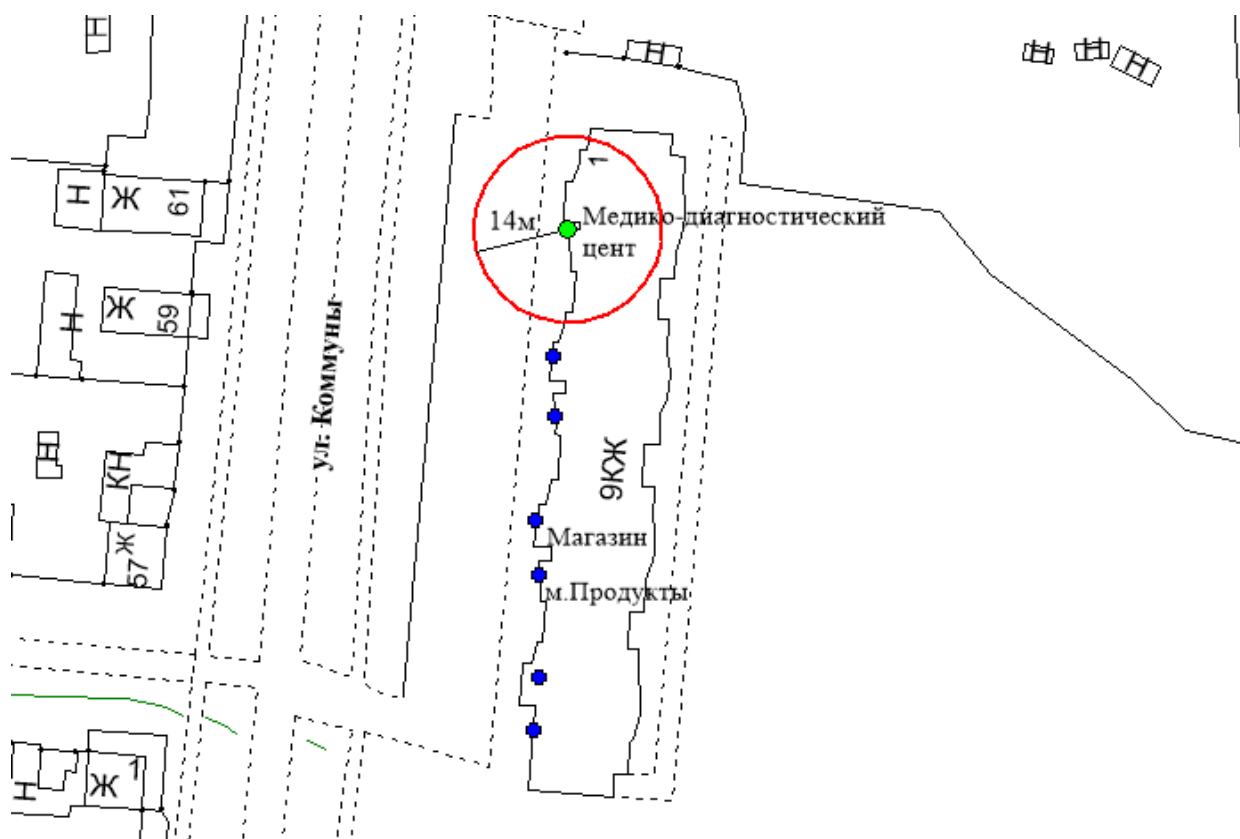 Н
Н
Н
Н
Н
1
Н
Ж
61
14м
Медико-диагностический
цент
Ж
59
Н
ул. Коммуны
Н
КН
9КЖ
Ж
57
Магазин
м.Продукты
Н
Ж
1